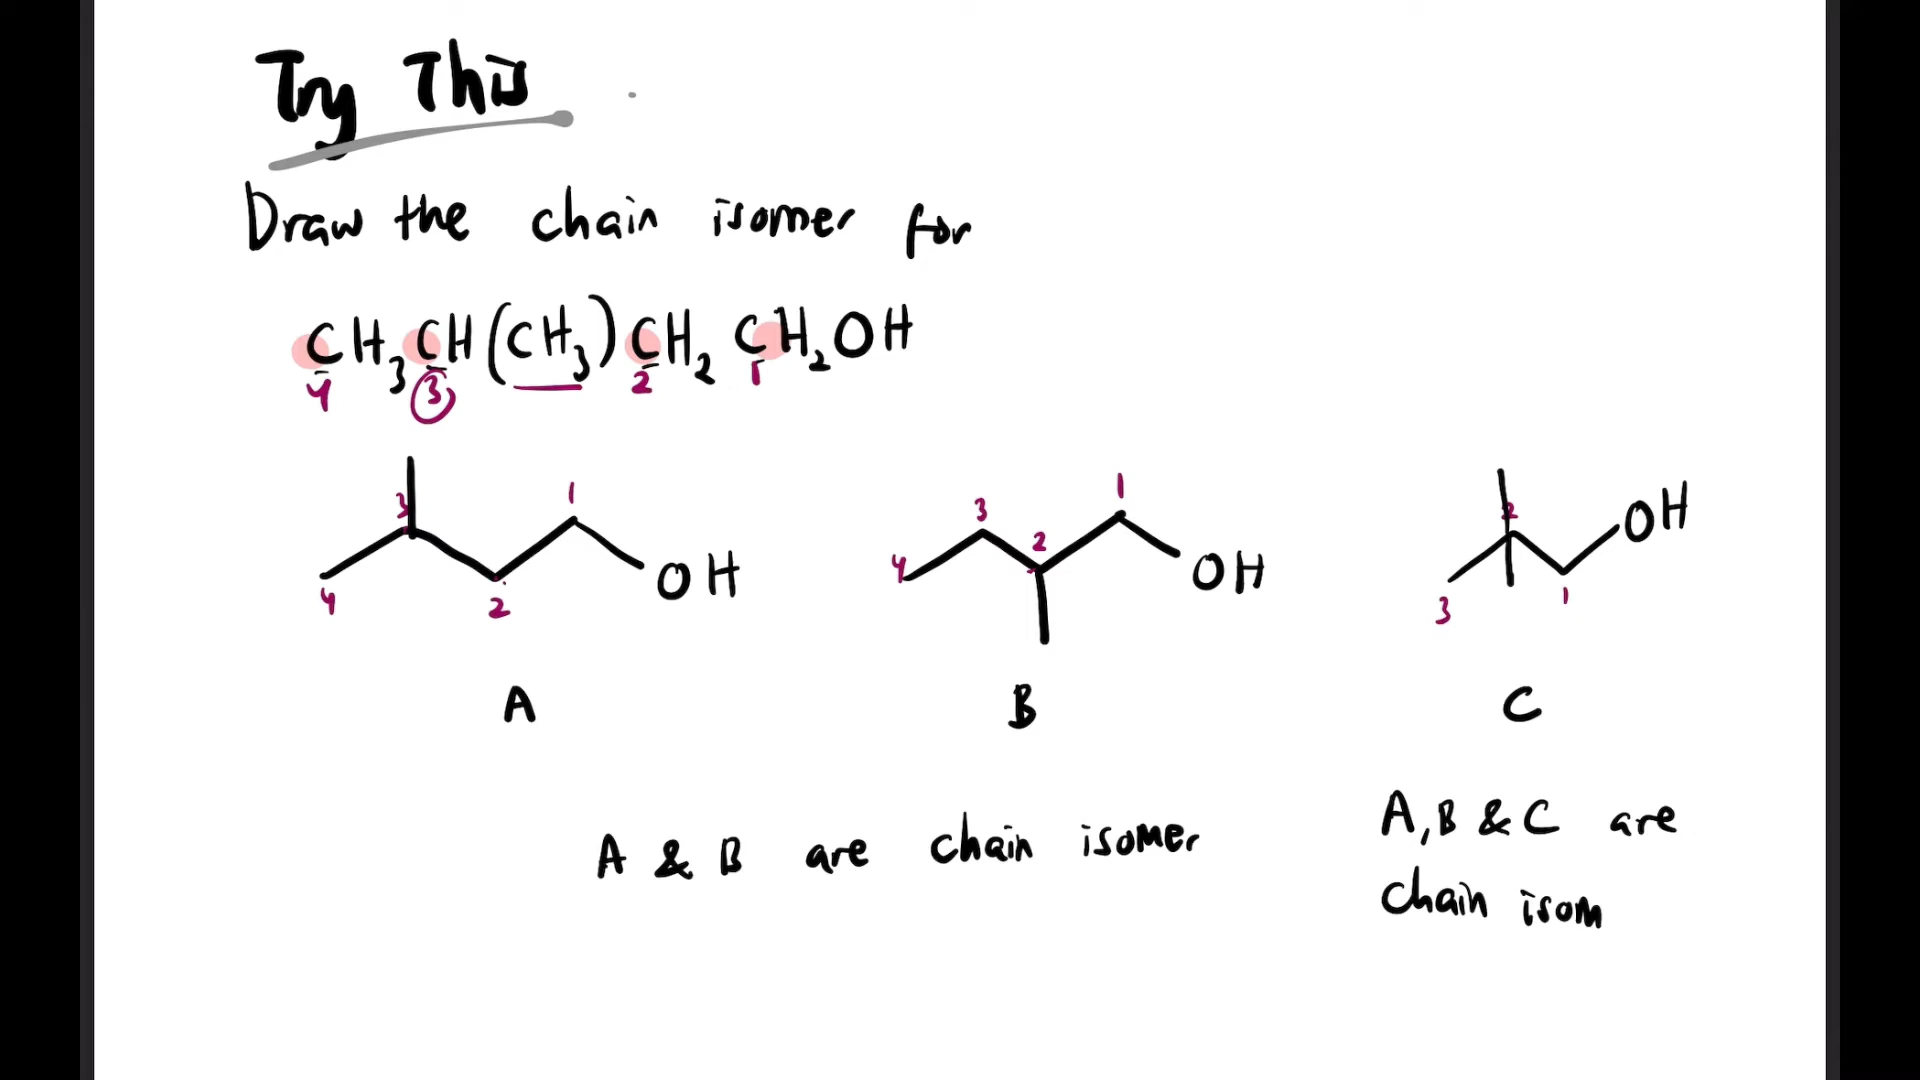 Try This
Draw the chain isomer for
CH3CH(CH3)CH2CH2OH
4 3 2 1
3 1 3 2 1 2 OH
4 2 OH 4 OH 3 1
A B C
A & B are chain isomer
A, B & C are
chain isom